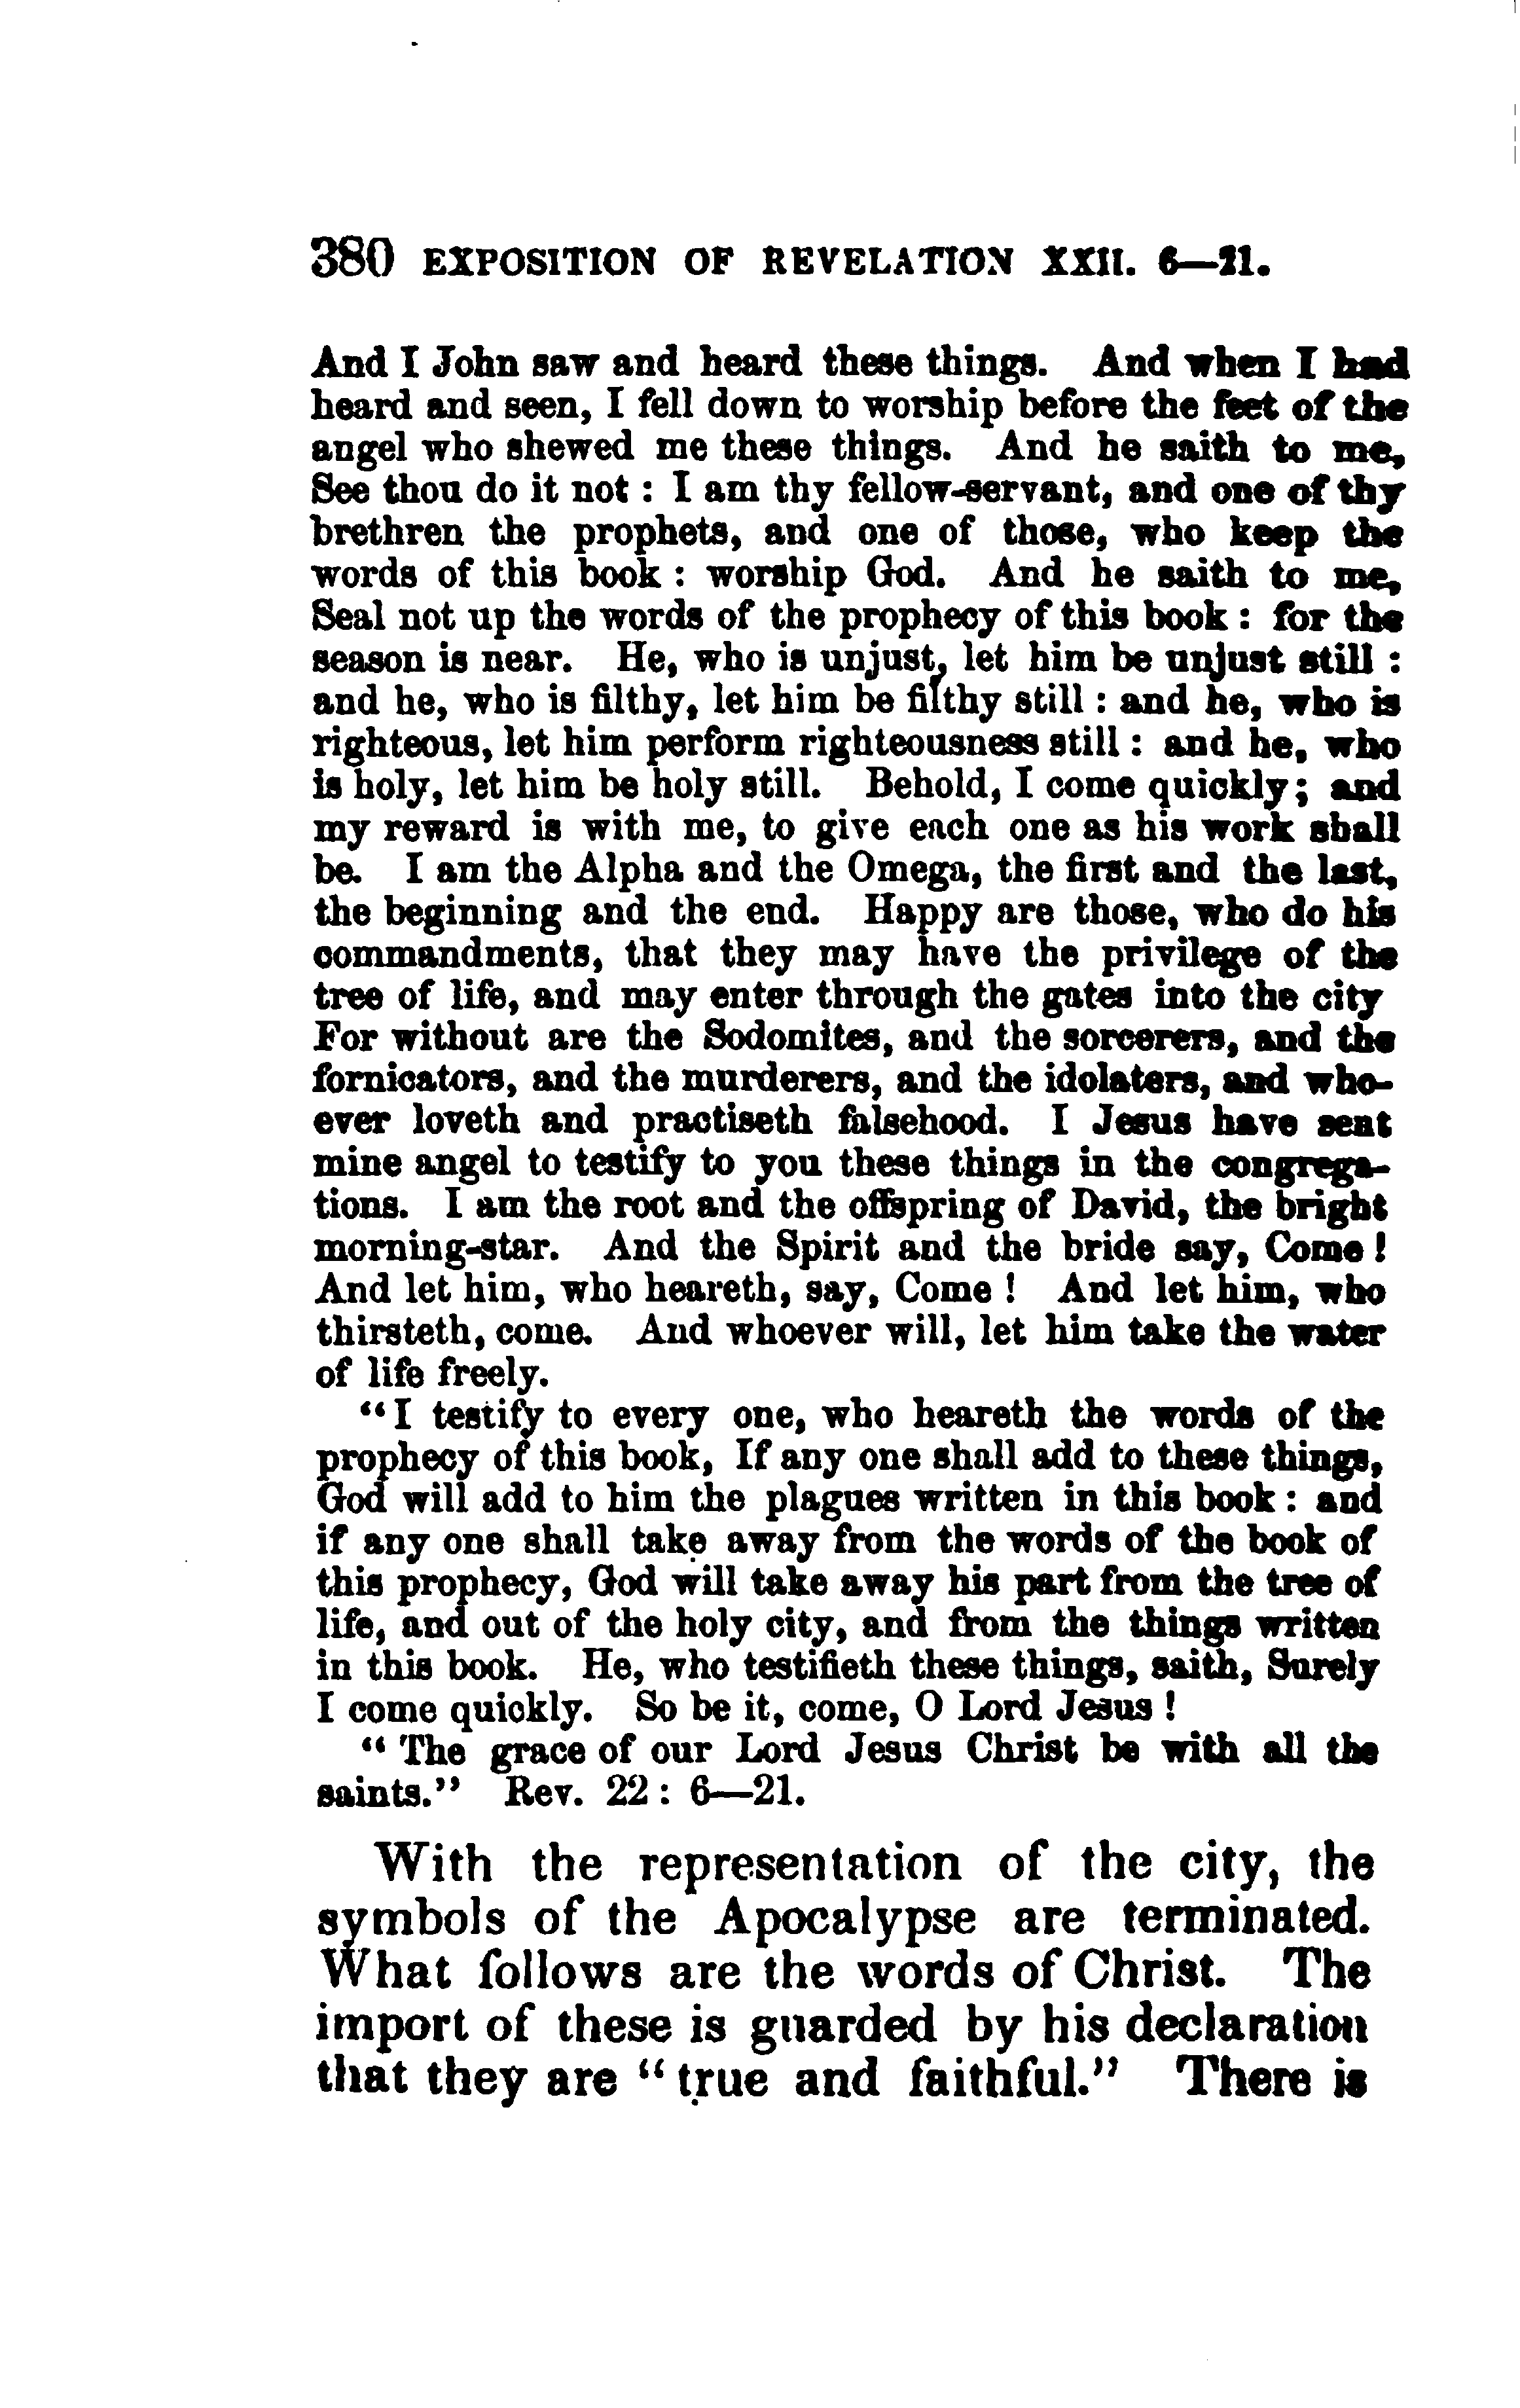 380 EXPOSITION OF REVELATION XXII. 6—21.
And I John saw and heard these things. And when I had
heard and seen, I fell down to worship before the feet of the
angel who shewed me these things. And he saith to me,
See thou do it not : I am thy fellow-servant, and one of thy
brethren the prophets, and one of those, who keep the
words of this book : worship God. And he saith to me,
Seal not up the words of the prophecy of this book : for the
season is near. He, who is unjust, let him be unjust still :
and he, who is filthy, let him be filthy still : and he, who is
righteous, let him perform righteousness still : and he, who
is holy, let him be holy still. Behold, I come quickly; and
my reward is with me, to give each one as his work shall
be. I am the Alpha and the Omega, the first and the last,
the beginning and the end. Happy are those, who do his
commandments, that they may have the privilege of the
tree of life, and may enter through the gates into the city
For without are the Sodomites, and the sorcerers, and the
fornicators, and the murderers, and the idolaters, and who-
ever loveth and practiseth falsehood. I Jesus have sent
mine angel to testify to you these things in the congrega-
tions. I am the root and the offspring of David, the bright
morning-star. And the Spirit and the bride say, Come !
And let him, who heareth, say, Come ! And let him, who
thirsteth, come. And whoever will, let him take the water
of life freely.
“I testify to every one, who heareth the words of the
prophecy of this book, If any one shall add to these things,
God will add to him the plagues written in this book : and
if any one shall take away from the words of the book of
this prophecy, God will take away his part from the tree of
life, and out of the holy city, and from the things written
in this book. He, who testifieth these things, saith, Surely
I come quickly. So be it, come, O Lord Jesus !
“ The grace of our Lord Jesus Christ be with all the
saints.” Rev. 22 : 6—21.
With the representation of the city, the
symbols of the Apocalypse are terminated.
What follows are the words of Christ. The
import of these is guarded by his declaration
that they are “true and faithful.” There is